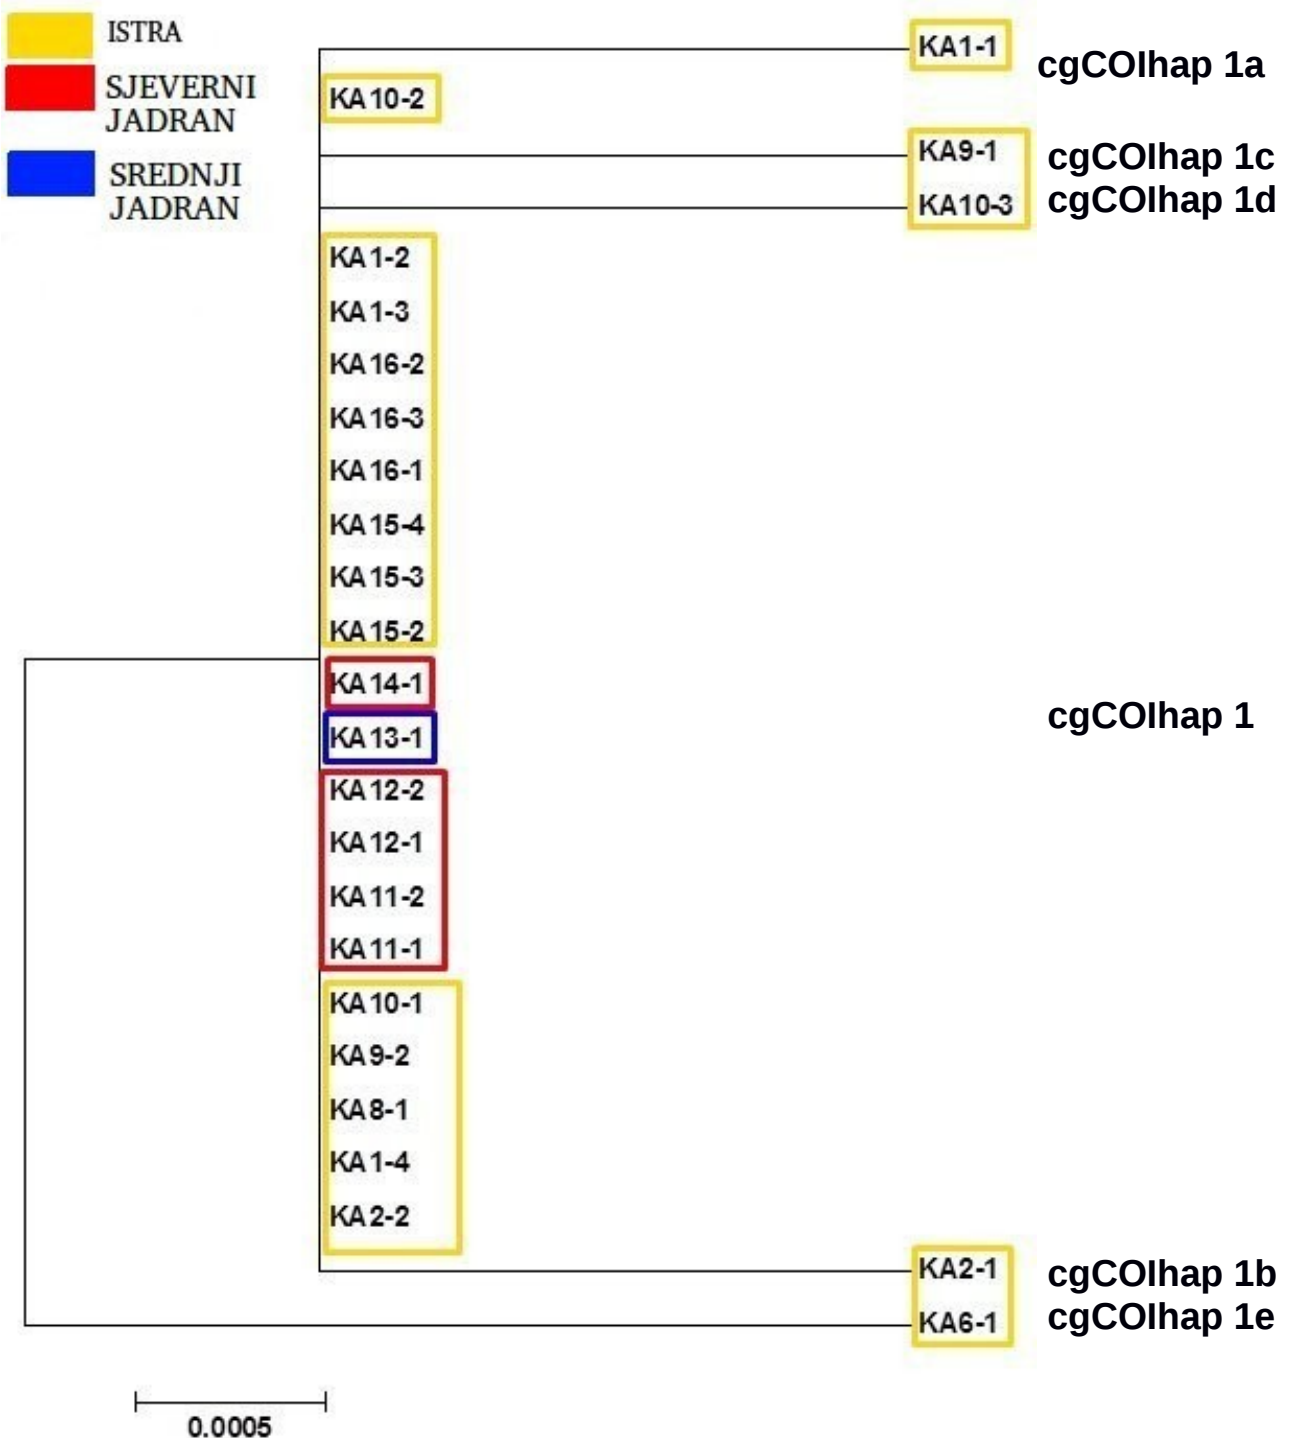 ISTRA
SJEVERNI
JADRAN
SREDNJI
JADRAN
KA1-1
cgCOIhap 1a
KA10-2
KA9-1
cgCOIhap 1c
KA10-3
cgCOIhap 1d
KA1-2
KA1-3
KA16-2
KA16-3
KA16-1
KA15-4
KA15-3
KA15-2
KA14-1
cgCOIhap 1
KA13-1
KA12-2
KA12-1
KA11-2
KA11-1
KA10-1
KA9-2
KA8-1
KA1-4
KA2-2
KA2-1
cgCOIhap 1b
KA6-1
cgCOIhap 1e
0.0005